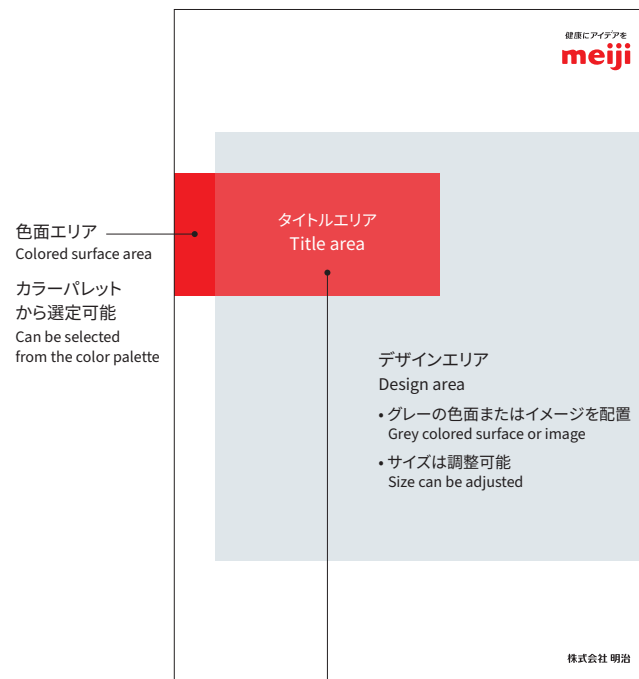 健康にアイデアを
meiji
タイトルエリア
Title area
色面エリア
Colored surface area
カラーパレット
から選定可能
Can be selected
from the color palette
デザインエリア
Design area
• グレーの色面またはイメージを配置
Grey colored surface or image
• サイズは調整可能
Size can be adjusted
株式会社 明治